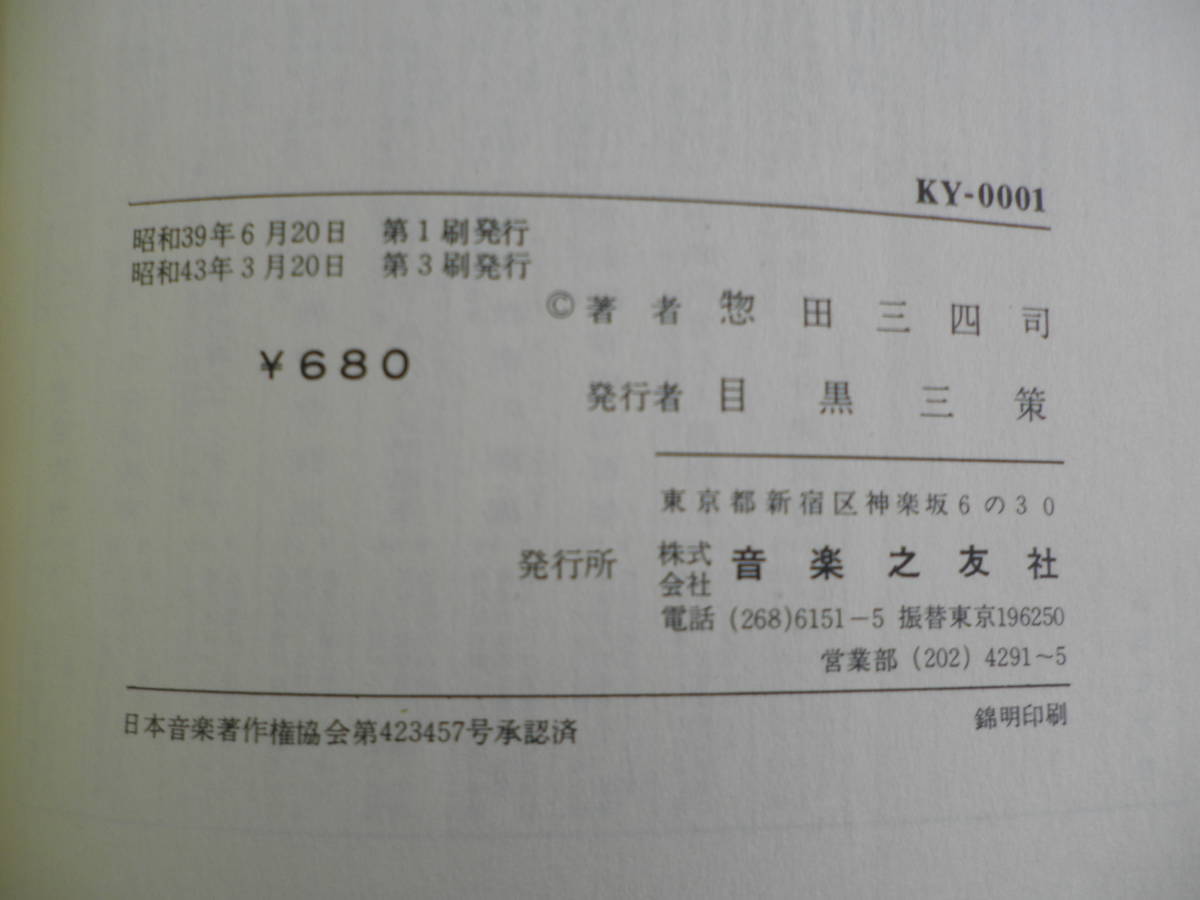 KY-0001
昭和39年6月20日 第1刷発行
昭和43年3月20日 第3刷発行
©著者 惣田三四司
¥680
発行者 目黒三策
東京都新宿区神楽坂6の30
発行所 株式会社 音楽之友社
電話 (268)6151-5 振替東京196250
営業部 (202) 4291~5
日本音楽著作権協会第423457号承認済
錦明印刷